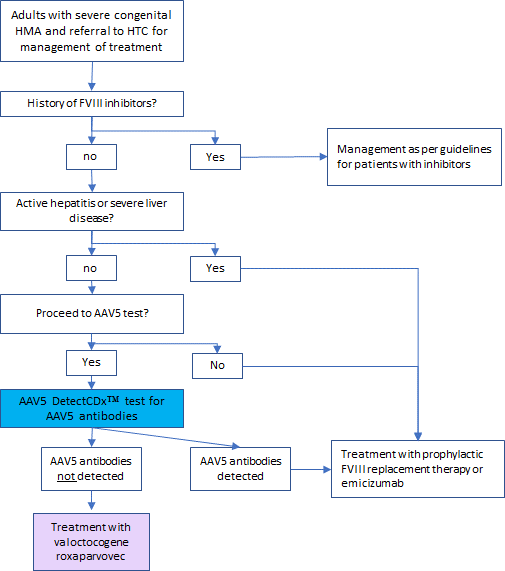 Adults with severe congenital
HMA and referral to HTC for
management of treatment
History of FVIII inhibitors?
no
Yes
Management as per guidelines
for patients with inhibitors
Active hepatitis or severe liver
disease?
no
Yes
Proceed to AAV5 test?
Yes
No
AAV5 DetectCDx™ test for
AAV5 antibodies
AAV5 antibodies
not detected
AAV5 antibodies
detected
Treatment with prophylactic
FVIII replacement therapy or
emicizumab
Treatment with
valoctocogene
roxaparvovec